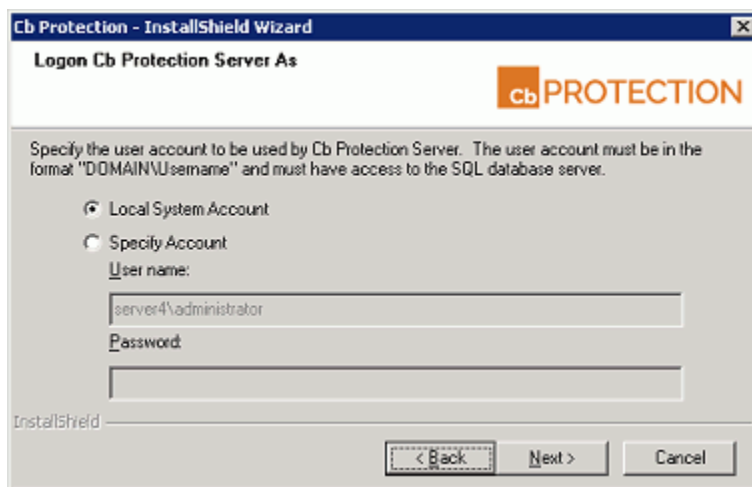 Cb Protection - InstallShield Wizard
Logon Cb Protection Server As
Cb PROTECTION
Specify the user account to be used by Cb Protection Server. The user account must be in the
format "DOMAIN\Username" and must have access to the SQL database server.
Local System Account
Specify Account
User name:
server4\administrator
Password:
InstallShield
< Back Next > Cancel